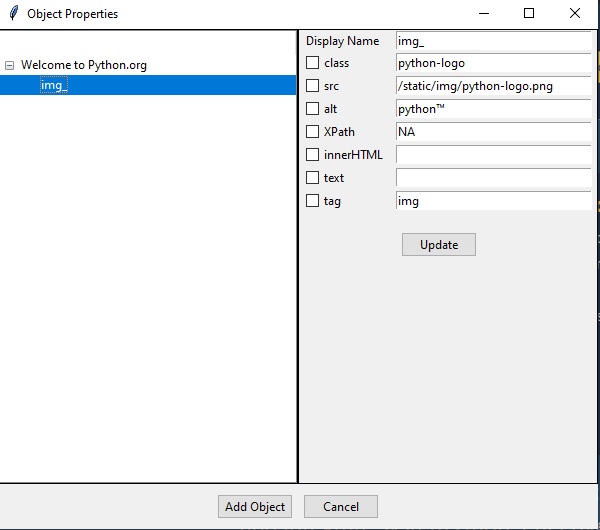 Object Properties
Welcome to Python.org
img_
Display Name img_
class python-logo
src /static/img/python-logo.png
alt python™
XPath NA
innerHTML
text
tag img
Update
Add Object Cancel